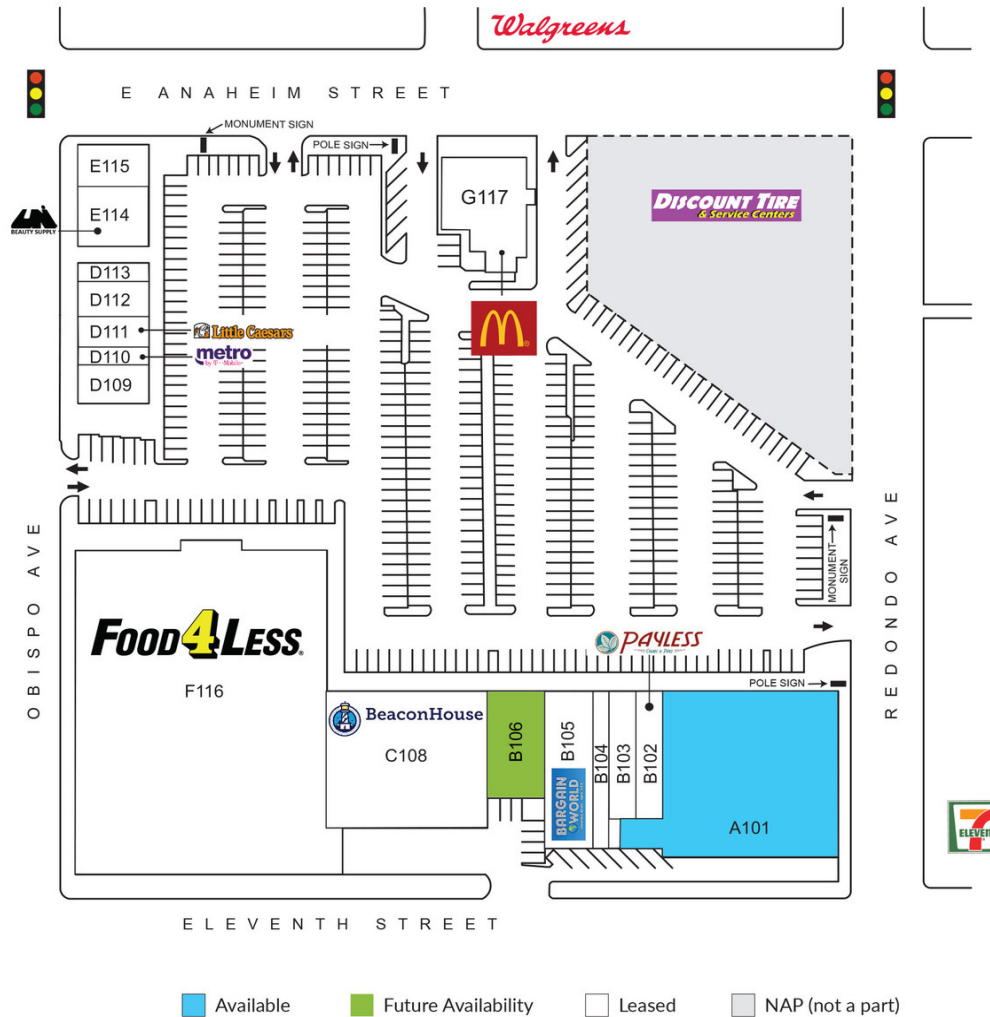 Walgreens
E ANAHEIM STREET
MONUMENT SIGN
POLE SIGN
E115
E114
UNI
BEAUTY SUPPLY
G117
DISCOUNT TIRE
& Service Centers
D113
D112
D111
D110
D109
Little Caesars
metro
by T-Mobile
M
OBISPO AVE
REDONDO AVE
MONUMENT
SIGN
FOOD4LESS
F116
PAYLESS
POLE SIGN
BeaconHouse
C108
B106
B105
BARGAIN
WORLD
B104
B103
B102
A101
7
ELEVEN
ELEVENTH STREET
Available
Future Availability
Leased
NAP (not a part)